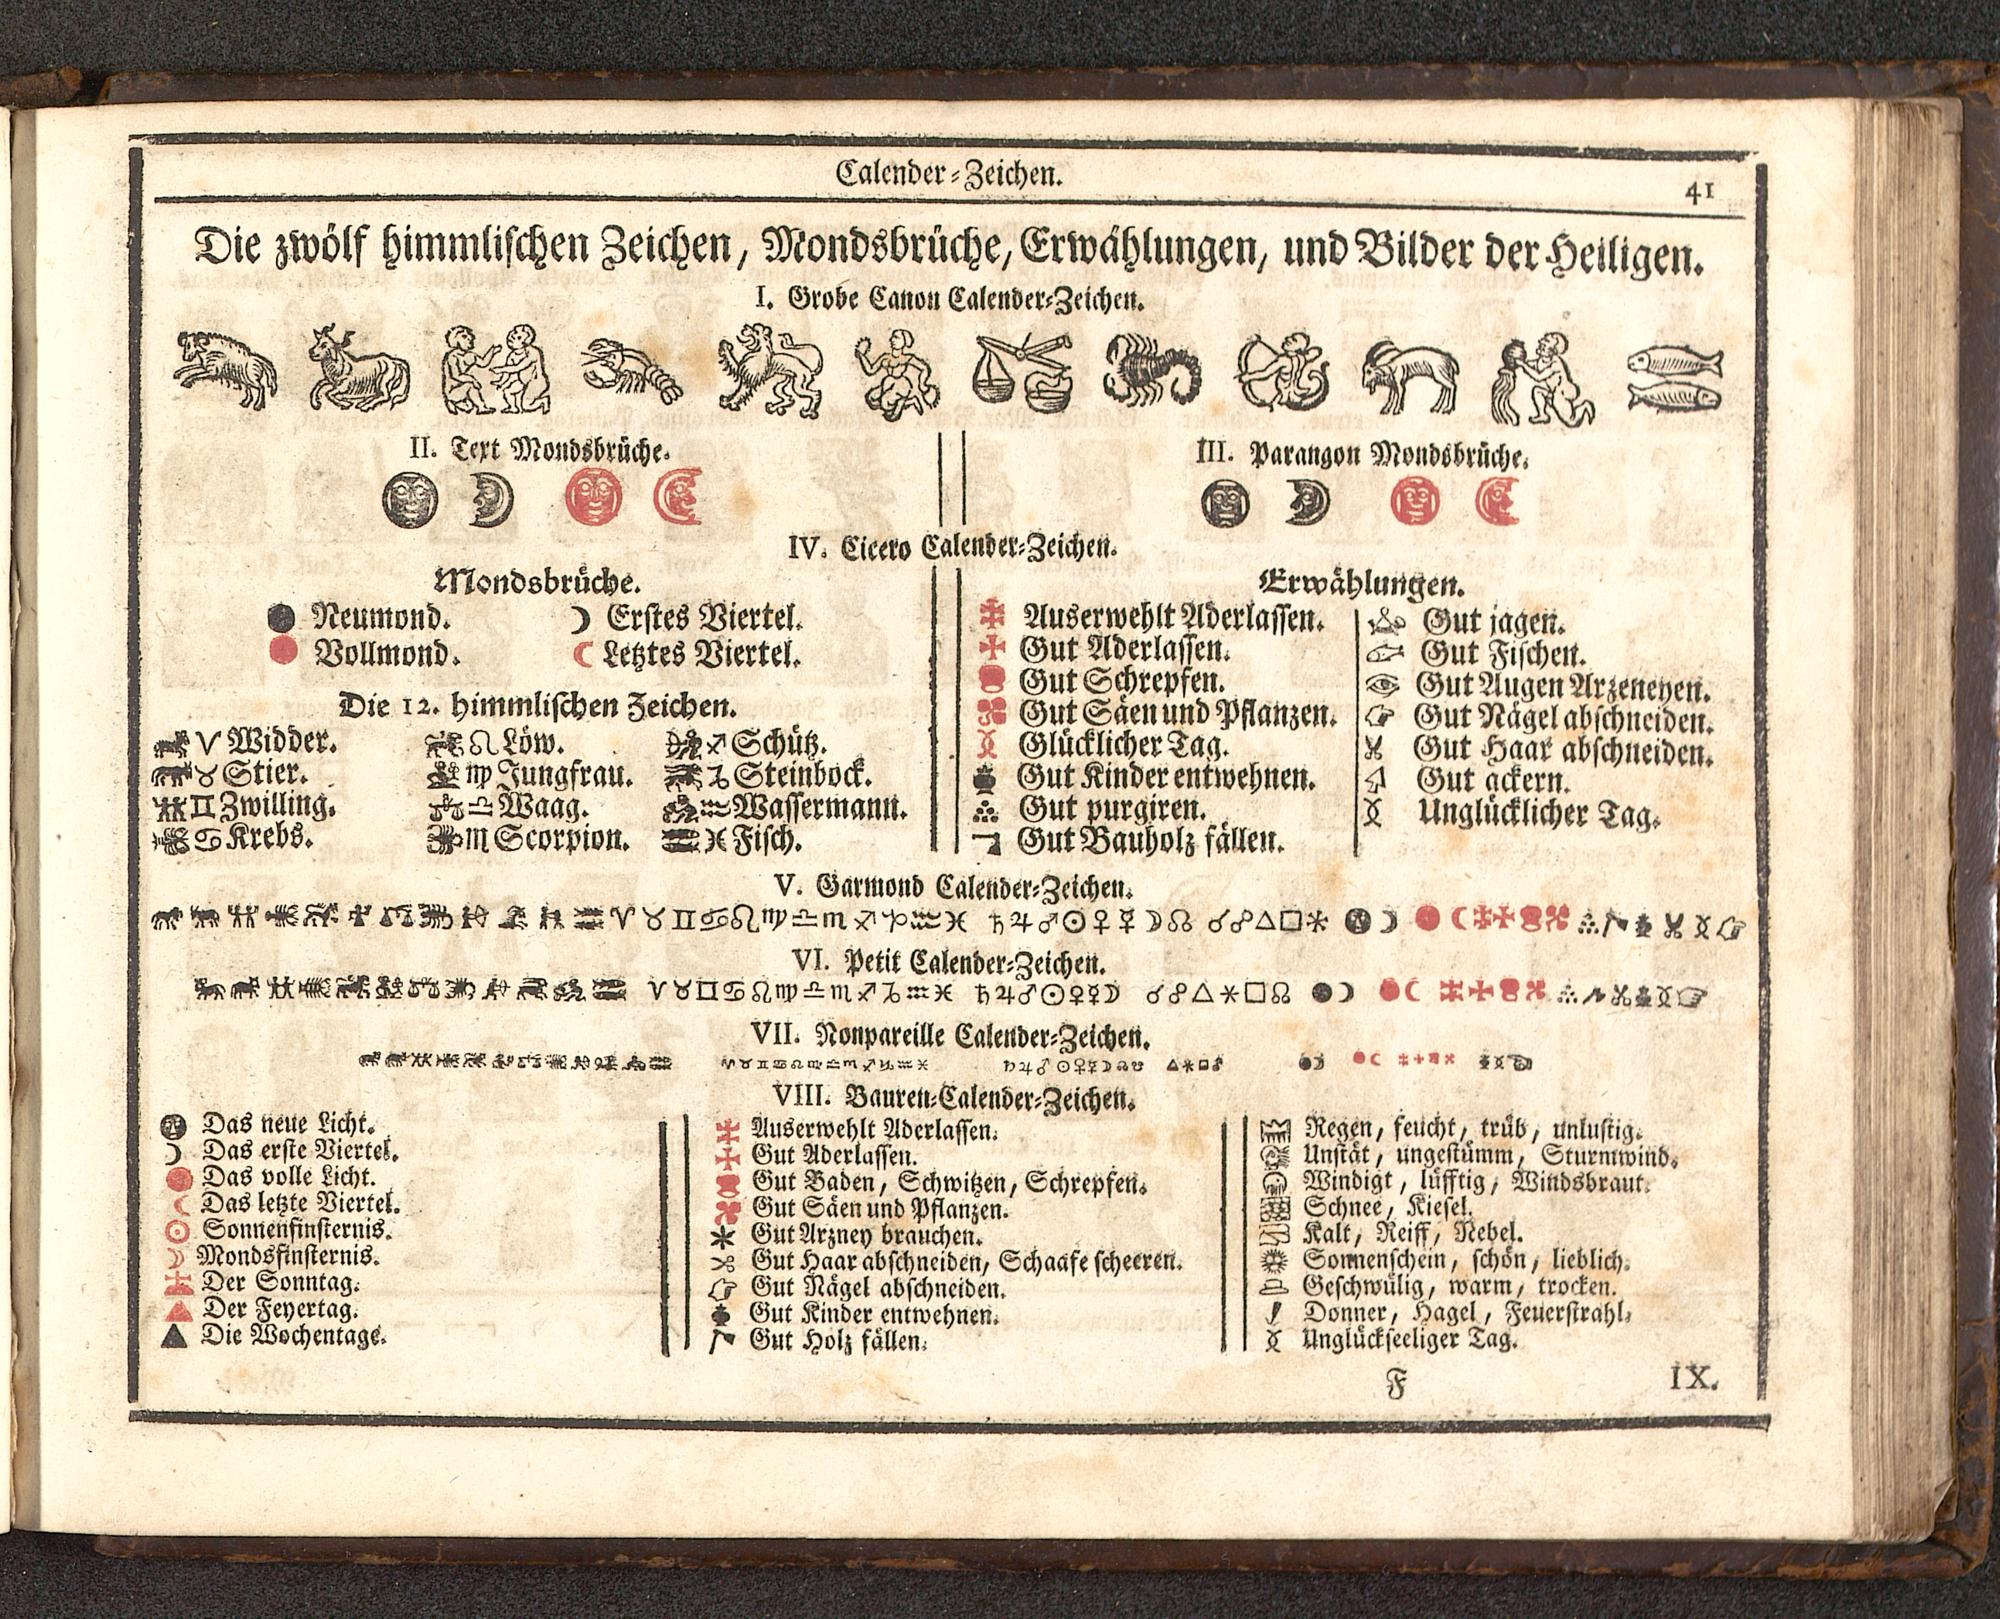 Calender-Zeichen.
41
Die zwölf himmlischen Zeichen, Mondsbrüche, Erwählungen, und Bilder der Heiligen.
I. Grobe Canon Calender-Zeichen.
II. Text Mondsbrüche.
III. Parangon Mondsbrüche.
IV. Cicero Calender-Zeichen.
Mondsbrüche.
Neumond. Erstes Viertel.
Vollmond. Letztes Viertel.
Die 12. himmlischen Zeichen.
♈ Widder. ♌ Löw. ♐ Schütz.
♉ Stier. ♍ Jungfrau. ♑ Steinbock.
♊ Zwilling. ♎ Waag. ♒ Wassermann.
♋ Krebs. ♏ Scorpion. ♓ Fisch.
Erwählungen.
Auserwehlt Aderlassen.
Gut Aderlassen.
Gut Schrepfen.
Gut Säen und Pflanzen.
Glücklicher Tag.
Gut Kinder entwehnen.
Gut purgiren.
Gut Bauholz fällen.
Gut jagen.
Gut Fischen.
Gut Augen Arzeneyen.
Gut Nägel abschneiden.
Gut Haar abschneiden.
Gut ackern.
Unglücklicher Tag.
V. Garmond Calender-Zeichen.
♈ ♉ ♊ ♋ ♌ ♍ ♎ ♏ ♐ ♑ ♒ ♓ ♄ ♃ ♂ ☉ ♀ ☿ ☽ ☊ ☌ ☍ △ □ ⚹
VI. Petit Calender-Zeichen.
♈ ♉ ♊ ♋ ♌ ♍ ♎ ♏ ♐ ♑ ♒ ♓ ♄ ♃ ♂ ☉ ♀ ☿ ☽ ☌ ☍ △ ⚹ □ ☊
VII. Nonpareille Calender-Zeichen.
♈ ♉ ♊ ♋ ♌ ♍ ♎ ♏ ♐ ♑ ♒ ♓ ♄ ♃ ♂ ☉ ♀ ☿ ☽ ☊ ☋ △ ⚹ □ ☍
VIII. Bauren-Calender-Zeichen.
Das neue Licht.
Das erste Viertel.
Das volle Licht.
Das letzte Viertel.
Sonnenfinsternis.
Mondsfinsternis.
Der Sonntag.
Der Feyertag.
Die Wochentage.
Auserwehlt Aderlassen.
Gut Aderlassen.
Gut Baden, Schwitzen, Schrepfen.
Gut Säen und Pflanzen.
Gut Arzney brauchen.
Gut Haar abschneiden, Schaafe scheeren.
Gut Nägel abschneiden.
Gut Kinder entwehnen.
Gut Holz fällen.
Regen, feucht, trüb, unlustig.
Unstät, ungestümm, Sturmwind.
Windigt, lüfftig, Windsbraut.
Schnee, Kiesel.
Kalt, Reiff, Nebel.
Sonnenschein, schön, lieblich.
Geschwülig, warm, trocken.
Donner, Hagel, Feuerstrahl.
Unglückseeliger Tag.
F
IX.